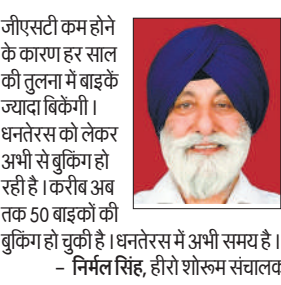 जीएसटी कम होने
के कारण हर साल
की तुलना में बाइकें
ज्यादा बिकेंगी।
धनतेरस को लेकर
अभी से बुकिंग हो
रही है। करीब अब
तक 50 बाइकों की
बुकिंग हो चुकी है। धनतेरस में अभी समय है।
– निर्मल सिंह, हीरो शोरूम संचालक